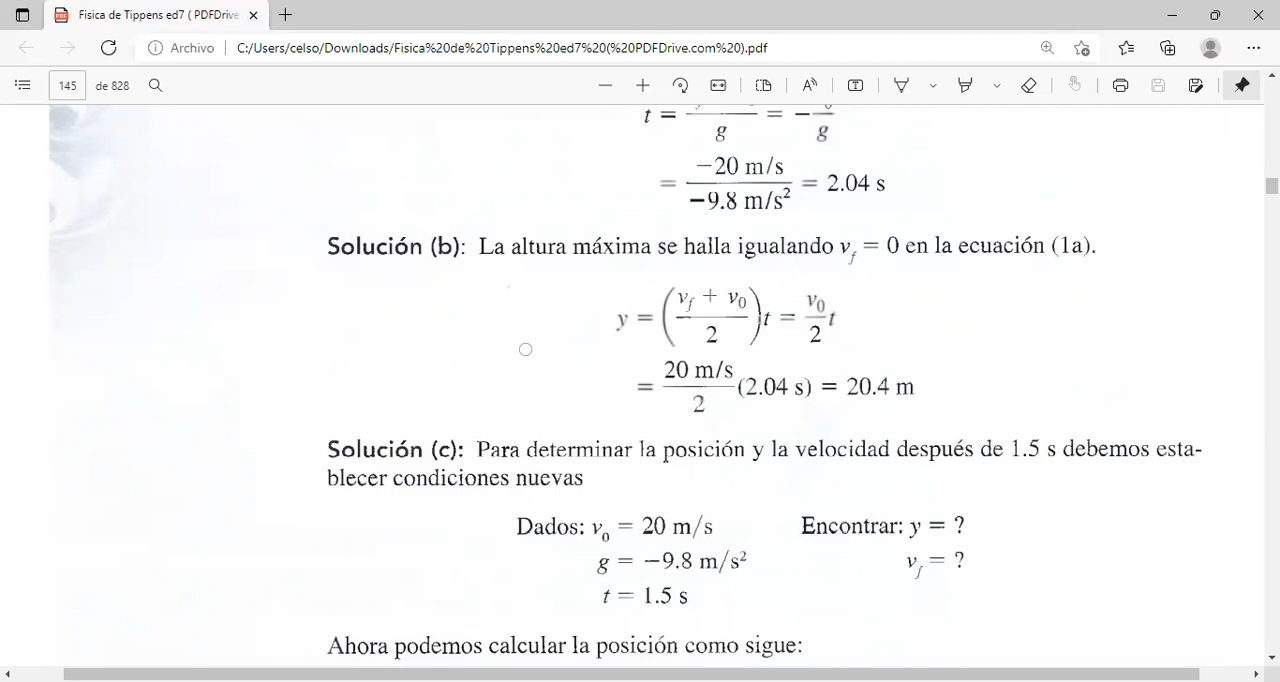 Fisica de Tippens ed7 ( PDFDrive
Archivo | C:/Users/celso/Downloads/Fisica%20de%20Tippens%20ed7%20(%20PDFDrive.com%20).pdf
145 de 828
t = / g = − / g
= −20 m/s / −9.8 m/s² = 2.04 s
Solución (b): La altura máxima se halla igualando v_f = 0 en la ecuación (1a).
y = ((v_f + v_0) / 2)t = v_0 / 2 t
= 20 m/s / 2 (2.04 s) = 20.4 m
Solución (c): Para determinar la posición y la velocidad después de 1.5 s debemos esta-
blecer condiciones nuevas
Dados: v_0 = 20 m/s Encontrar: y = ?
g = −9.8 m/s² v_f = ?
t = 1.5 s
Ahora podemos calcular la posición como sigue: